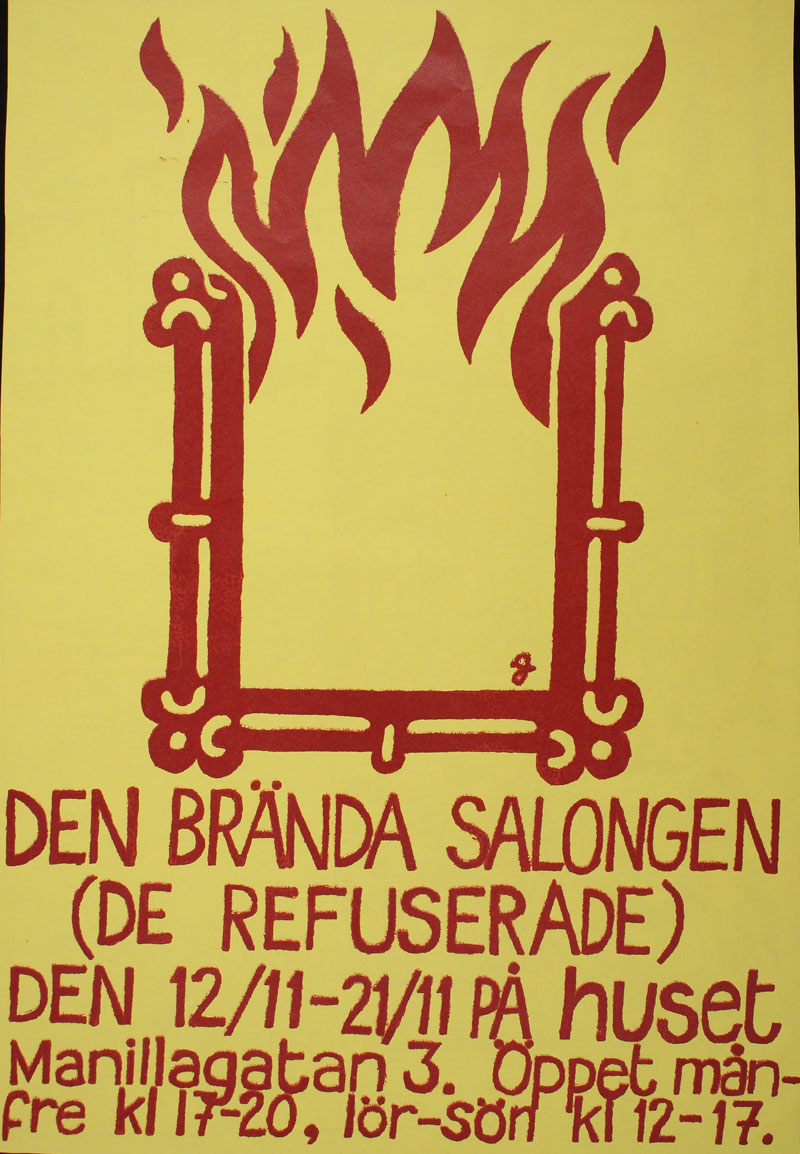 g
DEN BRÄNDA SALONGEN
(DE REFUSERADE)
DEN 12/11-21/11 PÅ huset
Manillagatan 3. Öppet mån-
fre kl 17-20, lör-sön kl 12-17.